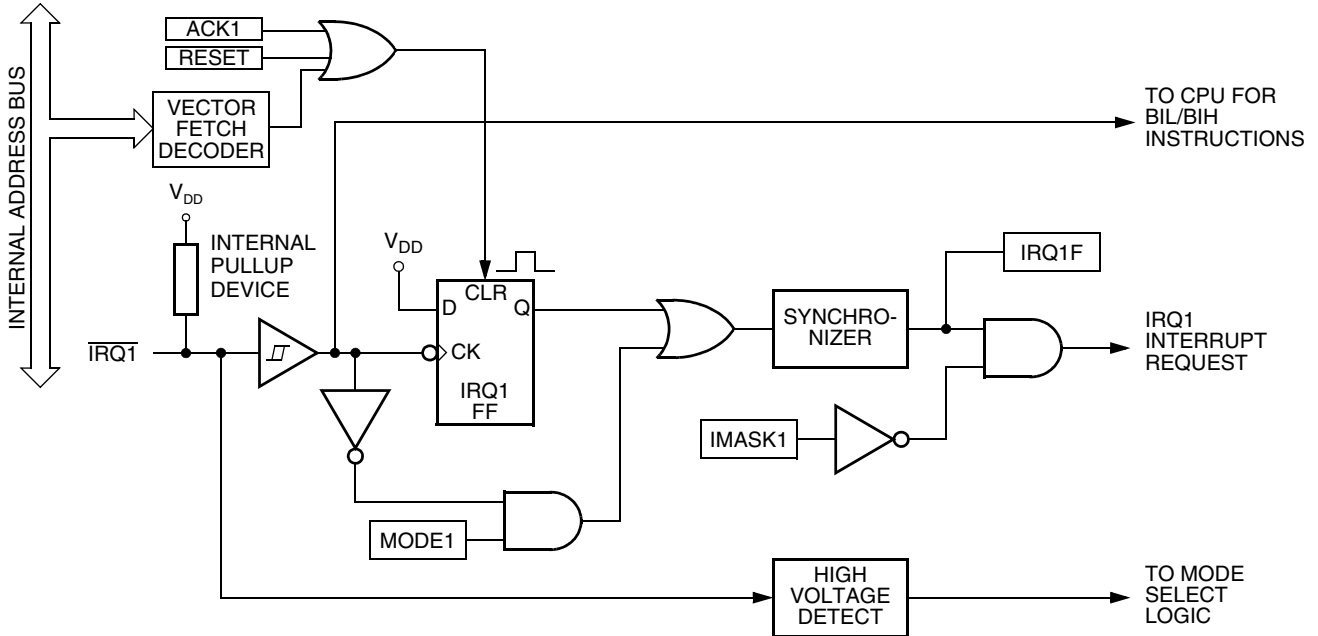 INTERNAL ADDRESS BUS
ACK1
RESET
VECTOR
FETCH
DECODER
TO CPU FOR
BIL/BIH
INSTRUCTIONS
VDD
INTERNAL
PULLUP
DEVICE
VDD
IRQ1
CLR
D
Q
CK
IRQ1
FF
SYNCHRO-
NIZER
IRQ1F
IRQ1
INTERRUPT
REQUEST
IMASK1
MODE1
HIGH
VOLTAGE
DETECT
TO MODE
SELECT
LOGIC